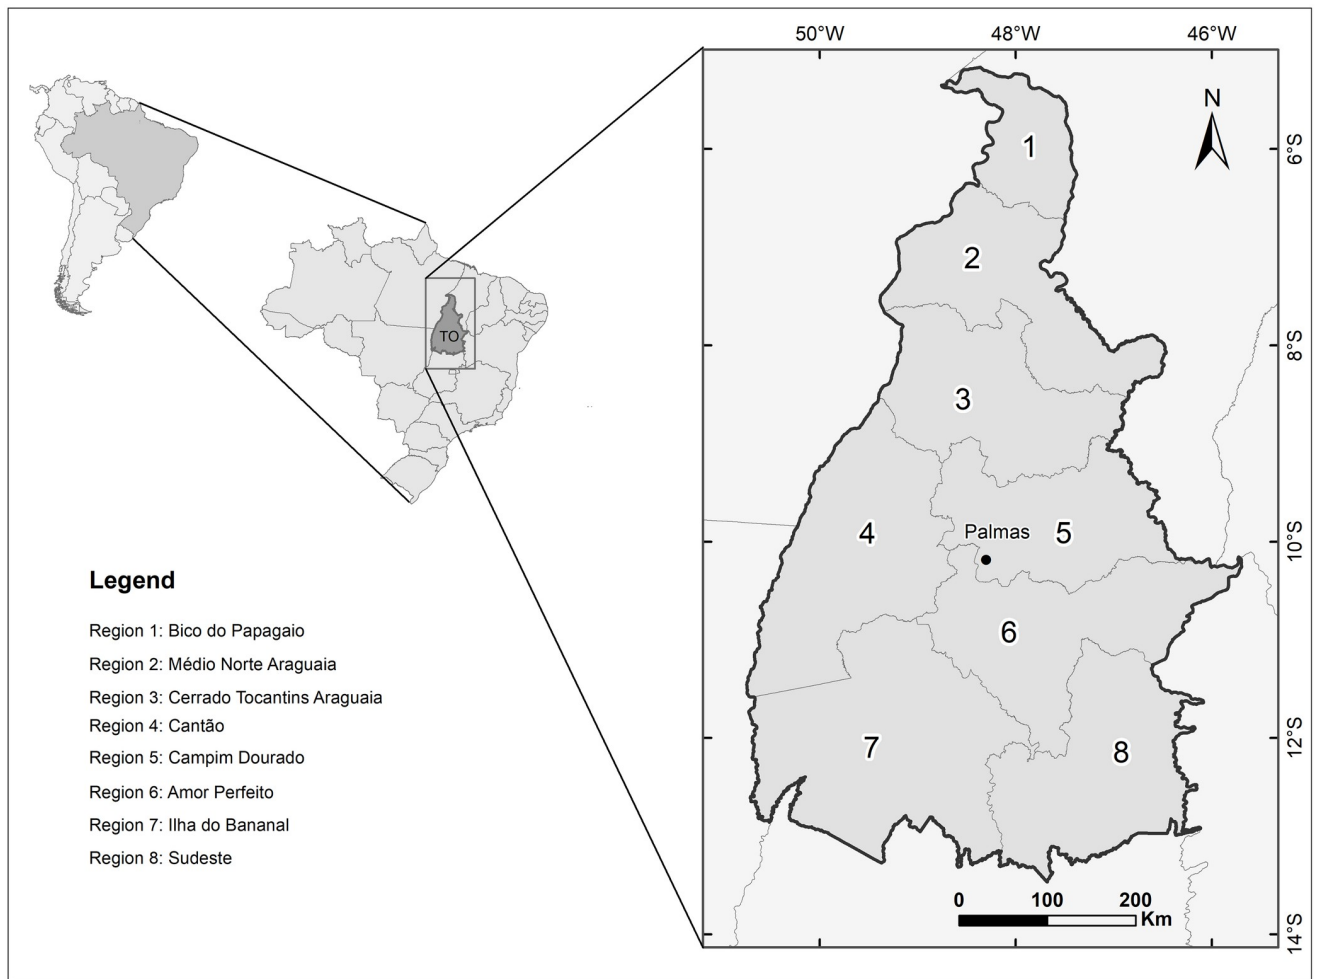 50°W 48°W 46°W
N
6°S
8°S
10°S
12°S
14°S
1
2
3
4
5
Palmas
6
7
8
TO
Legend
Region 1: Bico do Papagaio
Region 2: Médio Norte Araguaia
Region 3: Cerrado Tocantins Araguaia
Region 4: Cantão
Region 5: Campim Dourado
Region 6: Amor Perfeito
Region 7: Ilha do Bananal
Region 8: Sudeste
0 100 200
Km